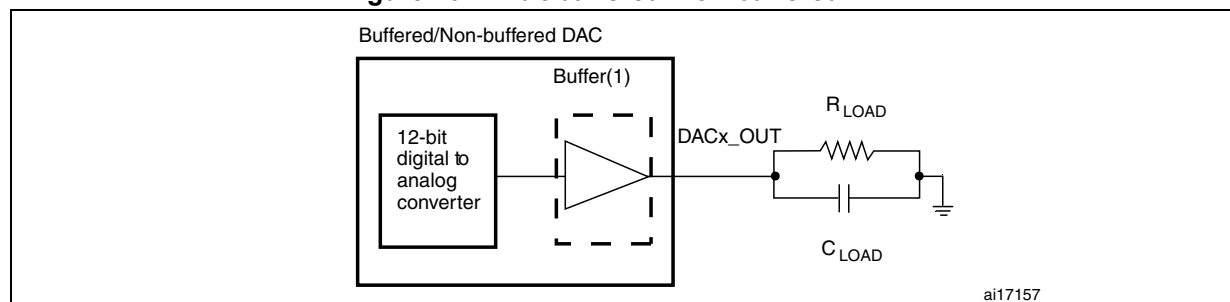 Buffered/Non-buffered DAC
Buffer(1)
R LOAD
DACx_OUT
12-bit
digital to
analog
converter
C LOAD
ai17157